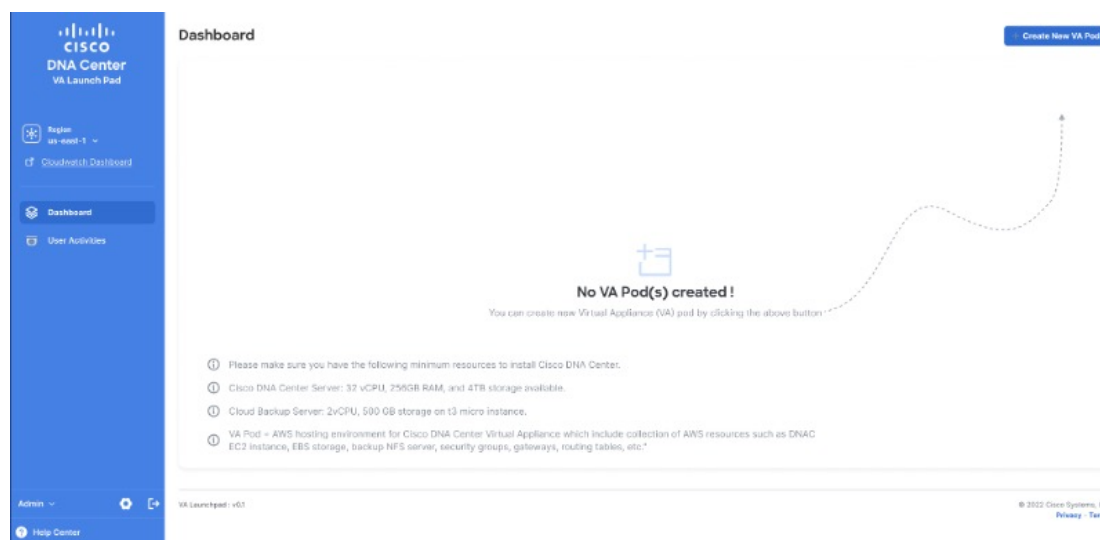 CISCO
DNA Center
VA Launch Pad
Region
us-east-1
Cloudwatch Dashboard
Dashboard
User Activities
Admin
Help Center
Dashboard
Create New VA Pod
No VA Pod(s) created !
You can create new Virtual Appliance (VA) pod by clicking the above button
Please make sure you have the following minimum resources to install Cisco DNA Center.
Cisco DNA Center Server: 32 vCPU, 256GB RAM, and 4TB storage available.
Cloud Backup Server: 2vCPU, 500 GB storage on t3 micro instance.
VA Pod = AWS hosting environment for Cisco DNA Center Virtual Appliance which include collection of AWS resources such as DNAC
EC2 instance, EBS storage, backup NFS server, security groups, gateways, routing tables, etc."
VA Launchpad : v0.1
© 2022 Cisco Systems,
Privacy -